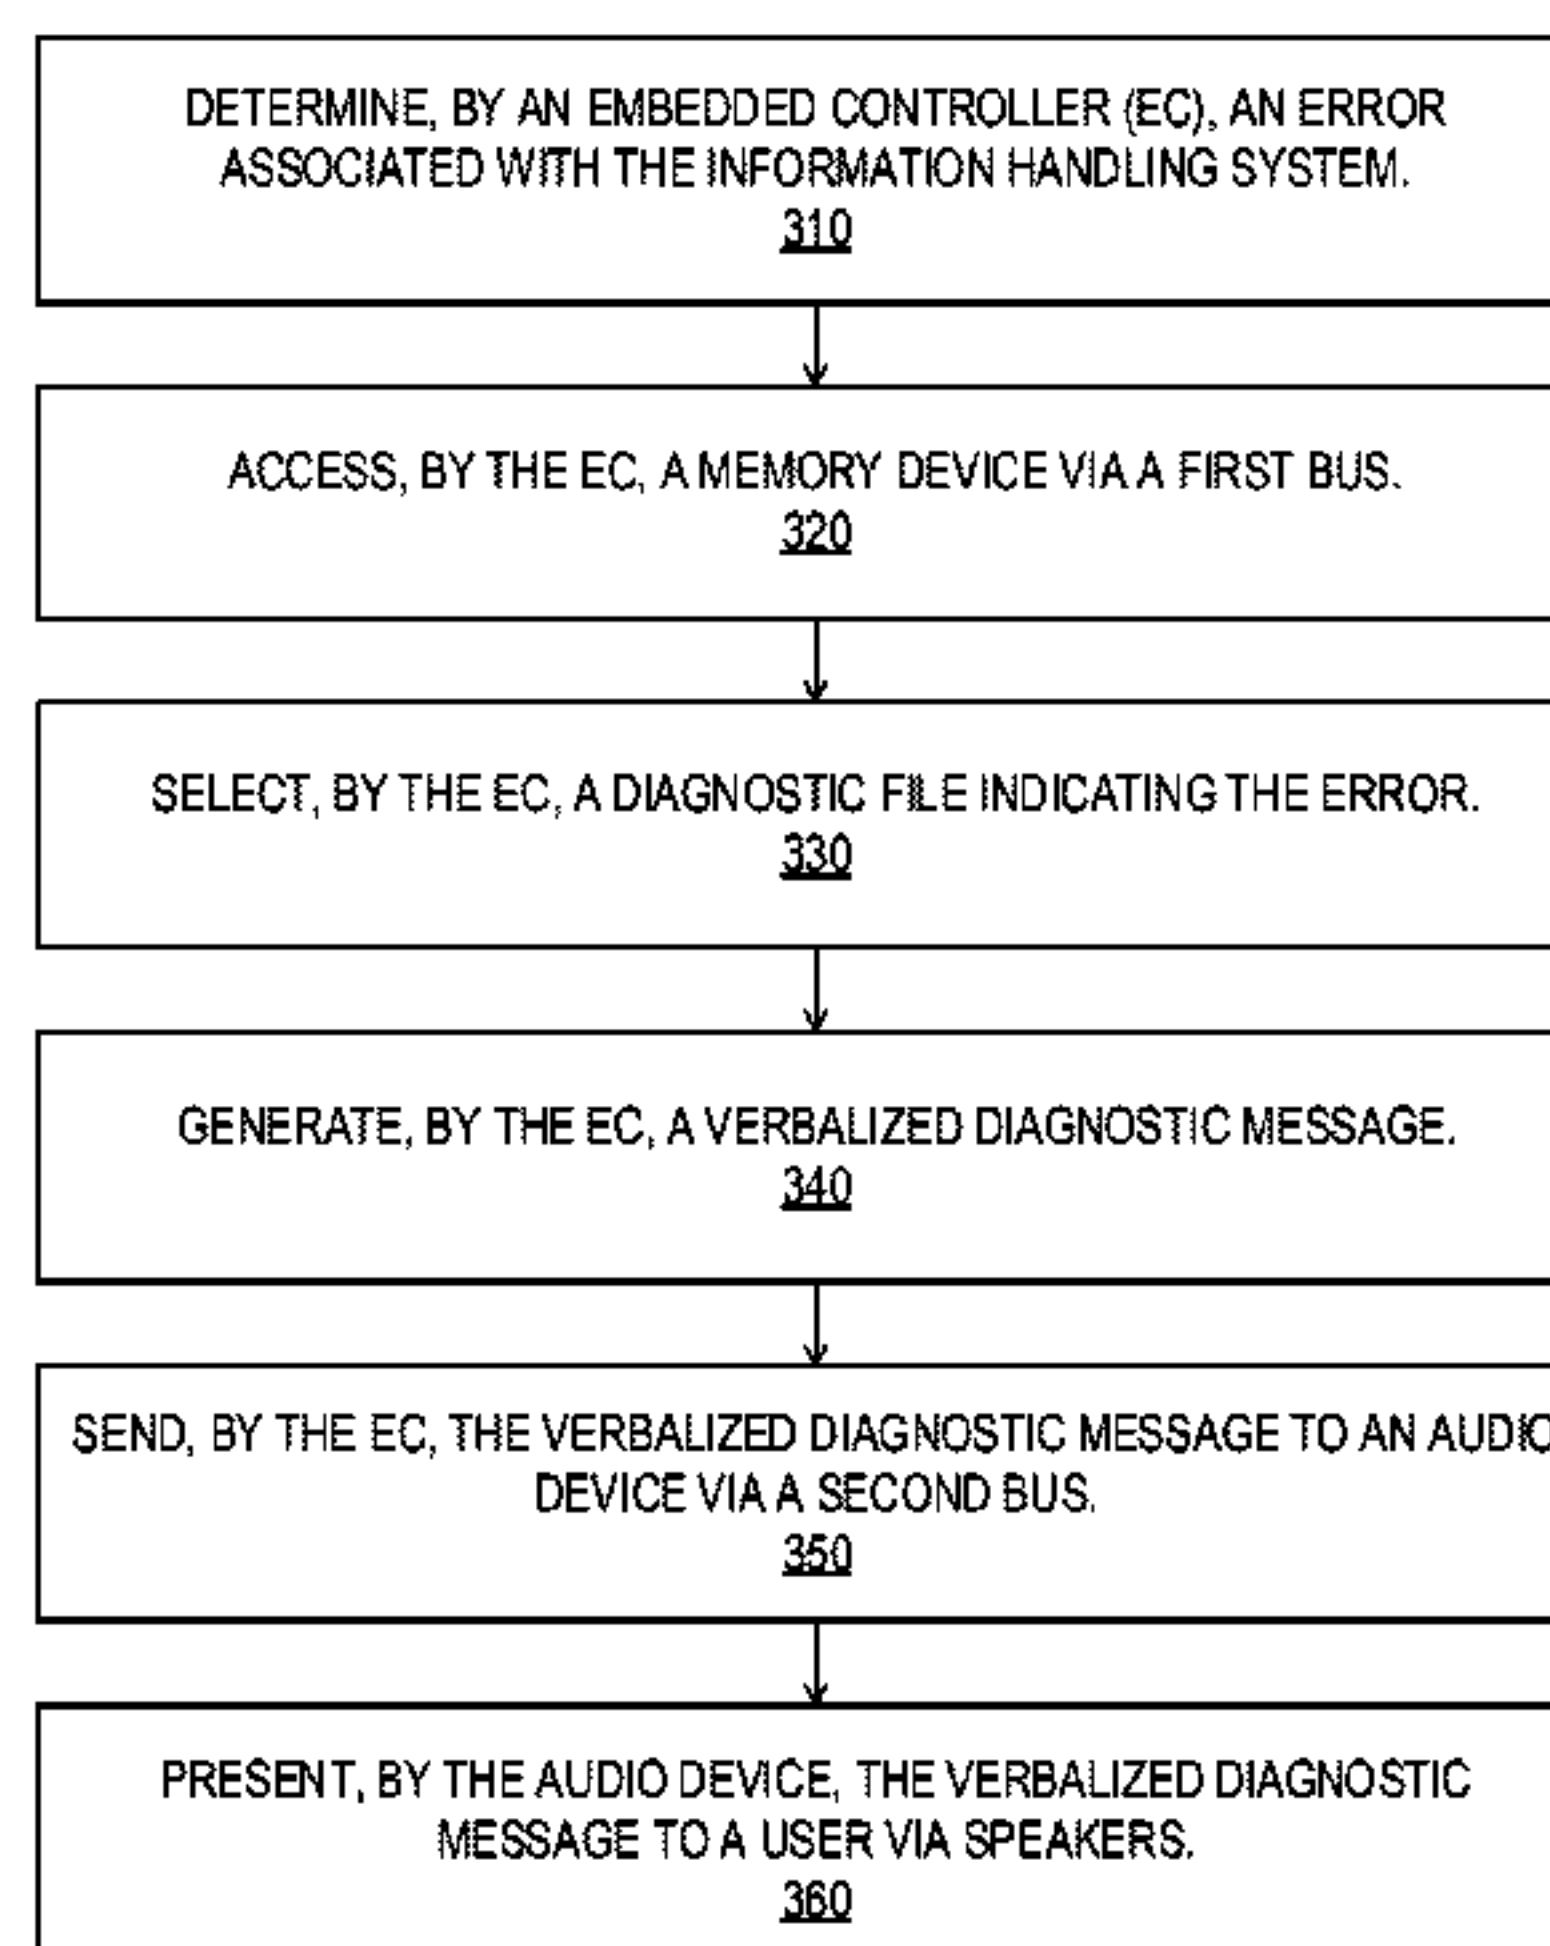 DETERMINE, BY AN EMBEDDED CONTROLLER (EC), AN ERROR
ASSOCIATED WITH THE INFORMATION HANDLING SYSTEM.
310
ACCESS, BY THE EC, A MEMORY DEVICE VIA A FIRST BUS.
320
SELECT, BY THE EC, A DIAGNOSTIC FILE INDICATING THE ERROR.
330
GENERATE, BY THE EC, A VERBALIZED DIAGNOSTIC MESSAGE.
340
SEND, BY THE EC, THE VERBALIZED DIAGNOSTIC MESSAGE TO AN AUDIO
DEVICE VIA A SECOND BUS.
350
PRESENT, BY THE AUDIO DEVICE, THE VERBALIZED DIAGNOSTIC
MESSAGE TO A USER VIA SPEAKERS.
360